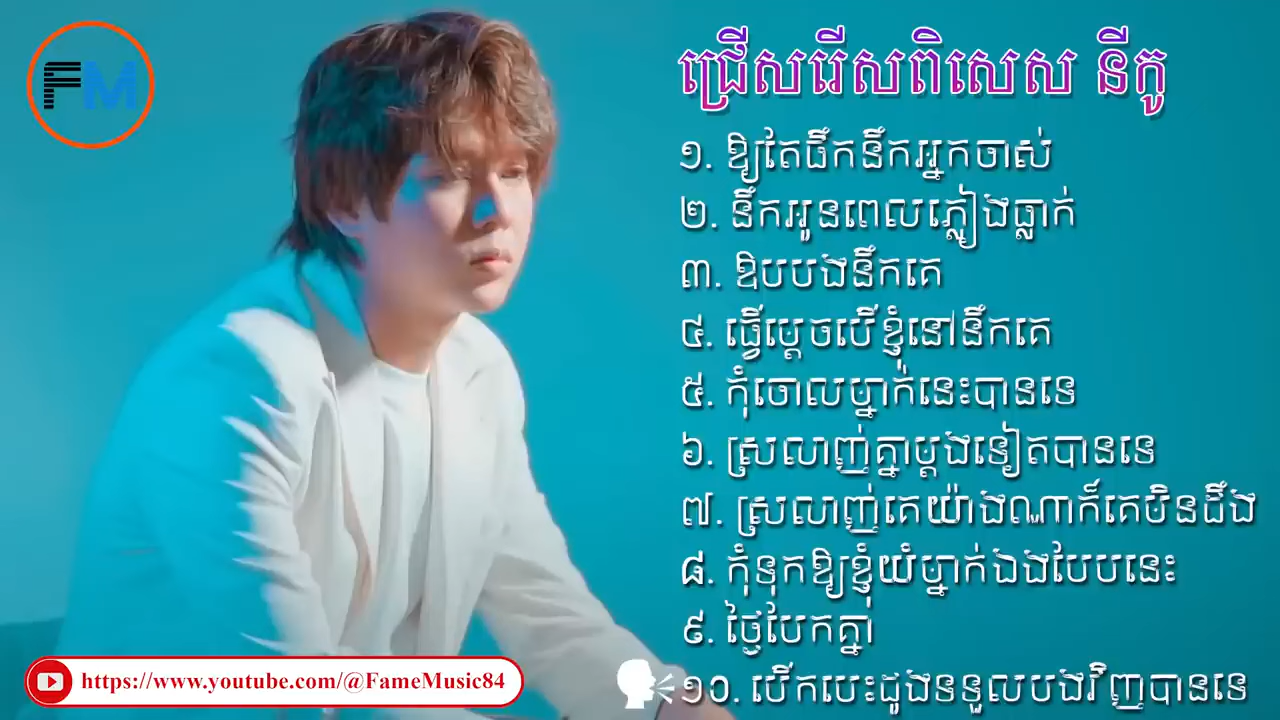 FM
ជ្រើសរើសពិសេស នីកូ
១. ឱ្យតែផឹកនឹកអ្នកចាស់
២. នឹកអូនពេលភ្លៀងធ្លាក់
៣. ឱបបងនឹកគេ
៤. ធ្វើម្ដេចបើខ្ញុំនៅនឹកគេ
៥. កុំចោលម្នាក់នេះបានទេ
៦. ស្រលាញ់គ្នាម្ដងទៀតបានទេ
៧. ស្រលាញ់គេយ៉ាងណាក៏គេមិនដឹង
៨. កុំទុកឱ្យខ្ញុំយំម្នាក់ឯងបែបនេះ
៩. ថ្ងៃបែកគ្នា
១០. បើកបេះដូងទទួលបងវិញបានទេ
https://www.youtube.com/@FameMusic84